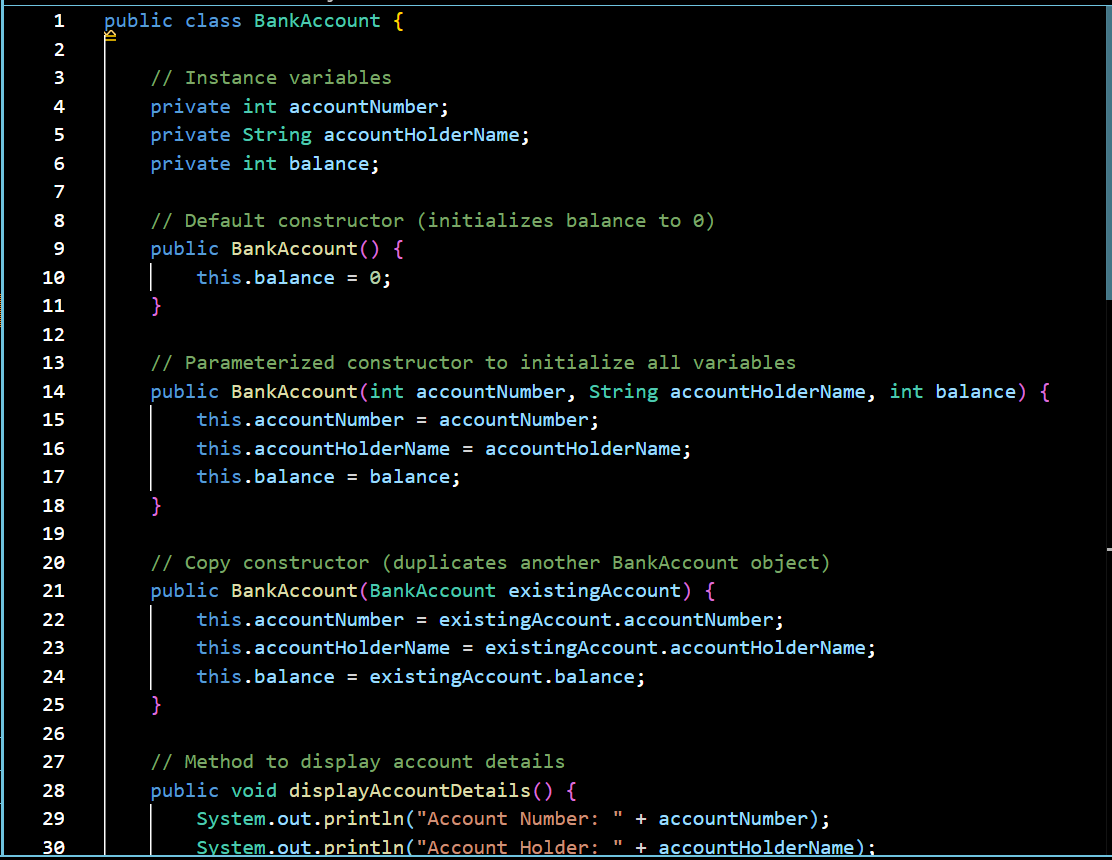 1 public class BankAccount {
2
3 // Instance variables
4 private int accountNumber;
5 private String accountHolderName;
6 private int balance;
7
8 // Default constructor (initializes balance to 0)
9 public BankAccount() {
10 this.balance = 0;
11 }
12
13 // Parameterized constructor to initialize all variables
14 public BankAccount(int accountNumber, String accountHolderName, int balance) {
15 this.accountNumber = accountNumber;
16 this.accountHolderName = accountHolderName;
17 this.balance = balance;
18 }
19
20 // Copy constructor (duplicates another BankAccount object)
21 public BankAccount(BankAccount existingAccount) {
22 this.accountNumber = existingAccount.accountNumber;
23 this.accountHolderName = existingAccount.accountHolderName;
24 this.balance = existingAccount.balance;
25 }
26
27 // Method to display account details
28 public void displayAccountDetails() {
29 System.out.println("Account Number: " + accountNumber);
30 System.out.println("Account Holder: " + accountHolderName);